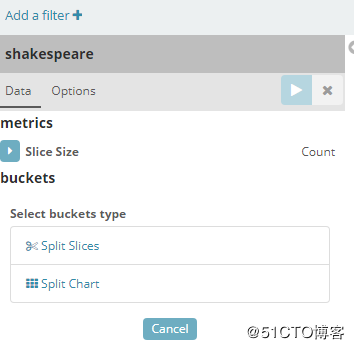 Add a filter +
shakespeare
Data Options
metrics
Slice Size Count
buckets
Select buckets type
Split Slices
Split Chart
Cancel
@51CTO博客